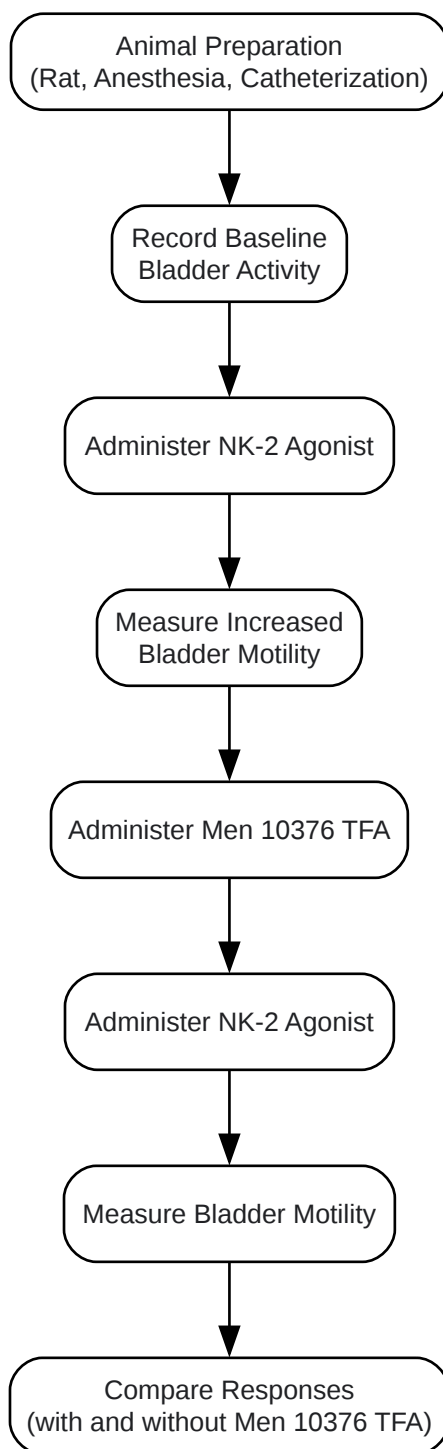 Animal Preparation
(Rat, Anesthesia, Catheterization)
Record Baseline
Bladder Activity
Administer NK-2 Agonist
Measure Increased
Bladder Motility
Administer Men 10376 TFA
Administer NK-2 Agonist
Measure Bladder Motility
Compare Responses
(with and without Men 10376 TFA)